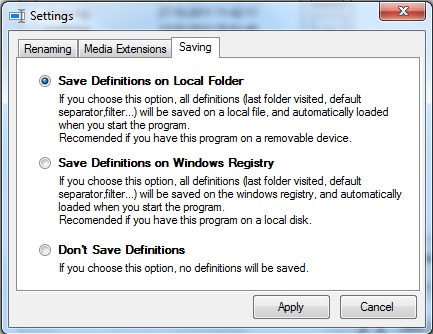 Settings
Renaming
Media Extensions
Saving
Save Definitions on Local Folder
If you choose this option, all definitions (last folder visited, default
separator,filter...) will be saved on a local file, and automatically loaded
when you start the program.
Recomended if you have this program on a removable device.
Save Definitions on Windows Registry
If you choose this option, all definitions (last folder visited, default
separator,filter...) will be saved on the windows registry, and automatically
loaded when you start the program.
Recomended if you have this program on a local disk.
Don't Save Definitions
If you choose this option, no definitions will be saved.
Apply
Cancel